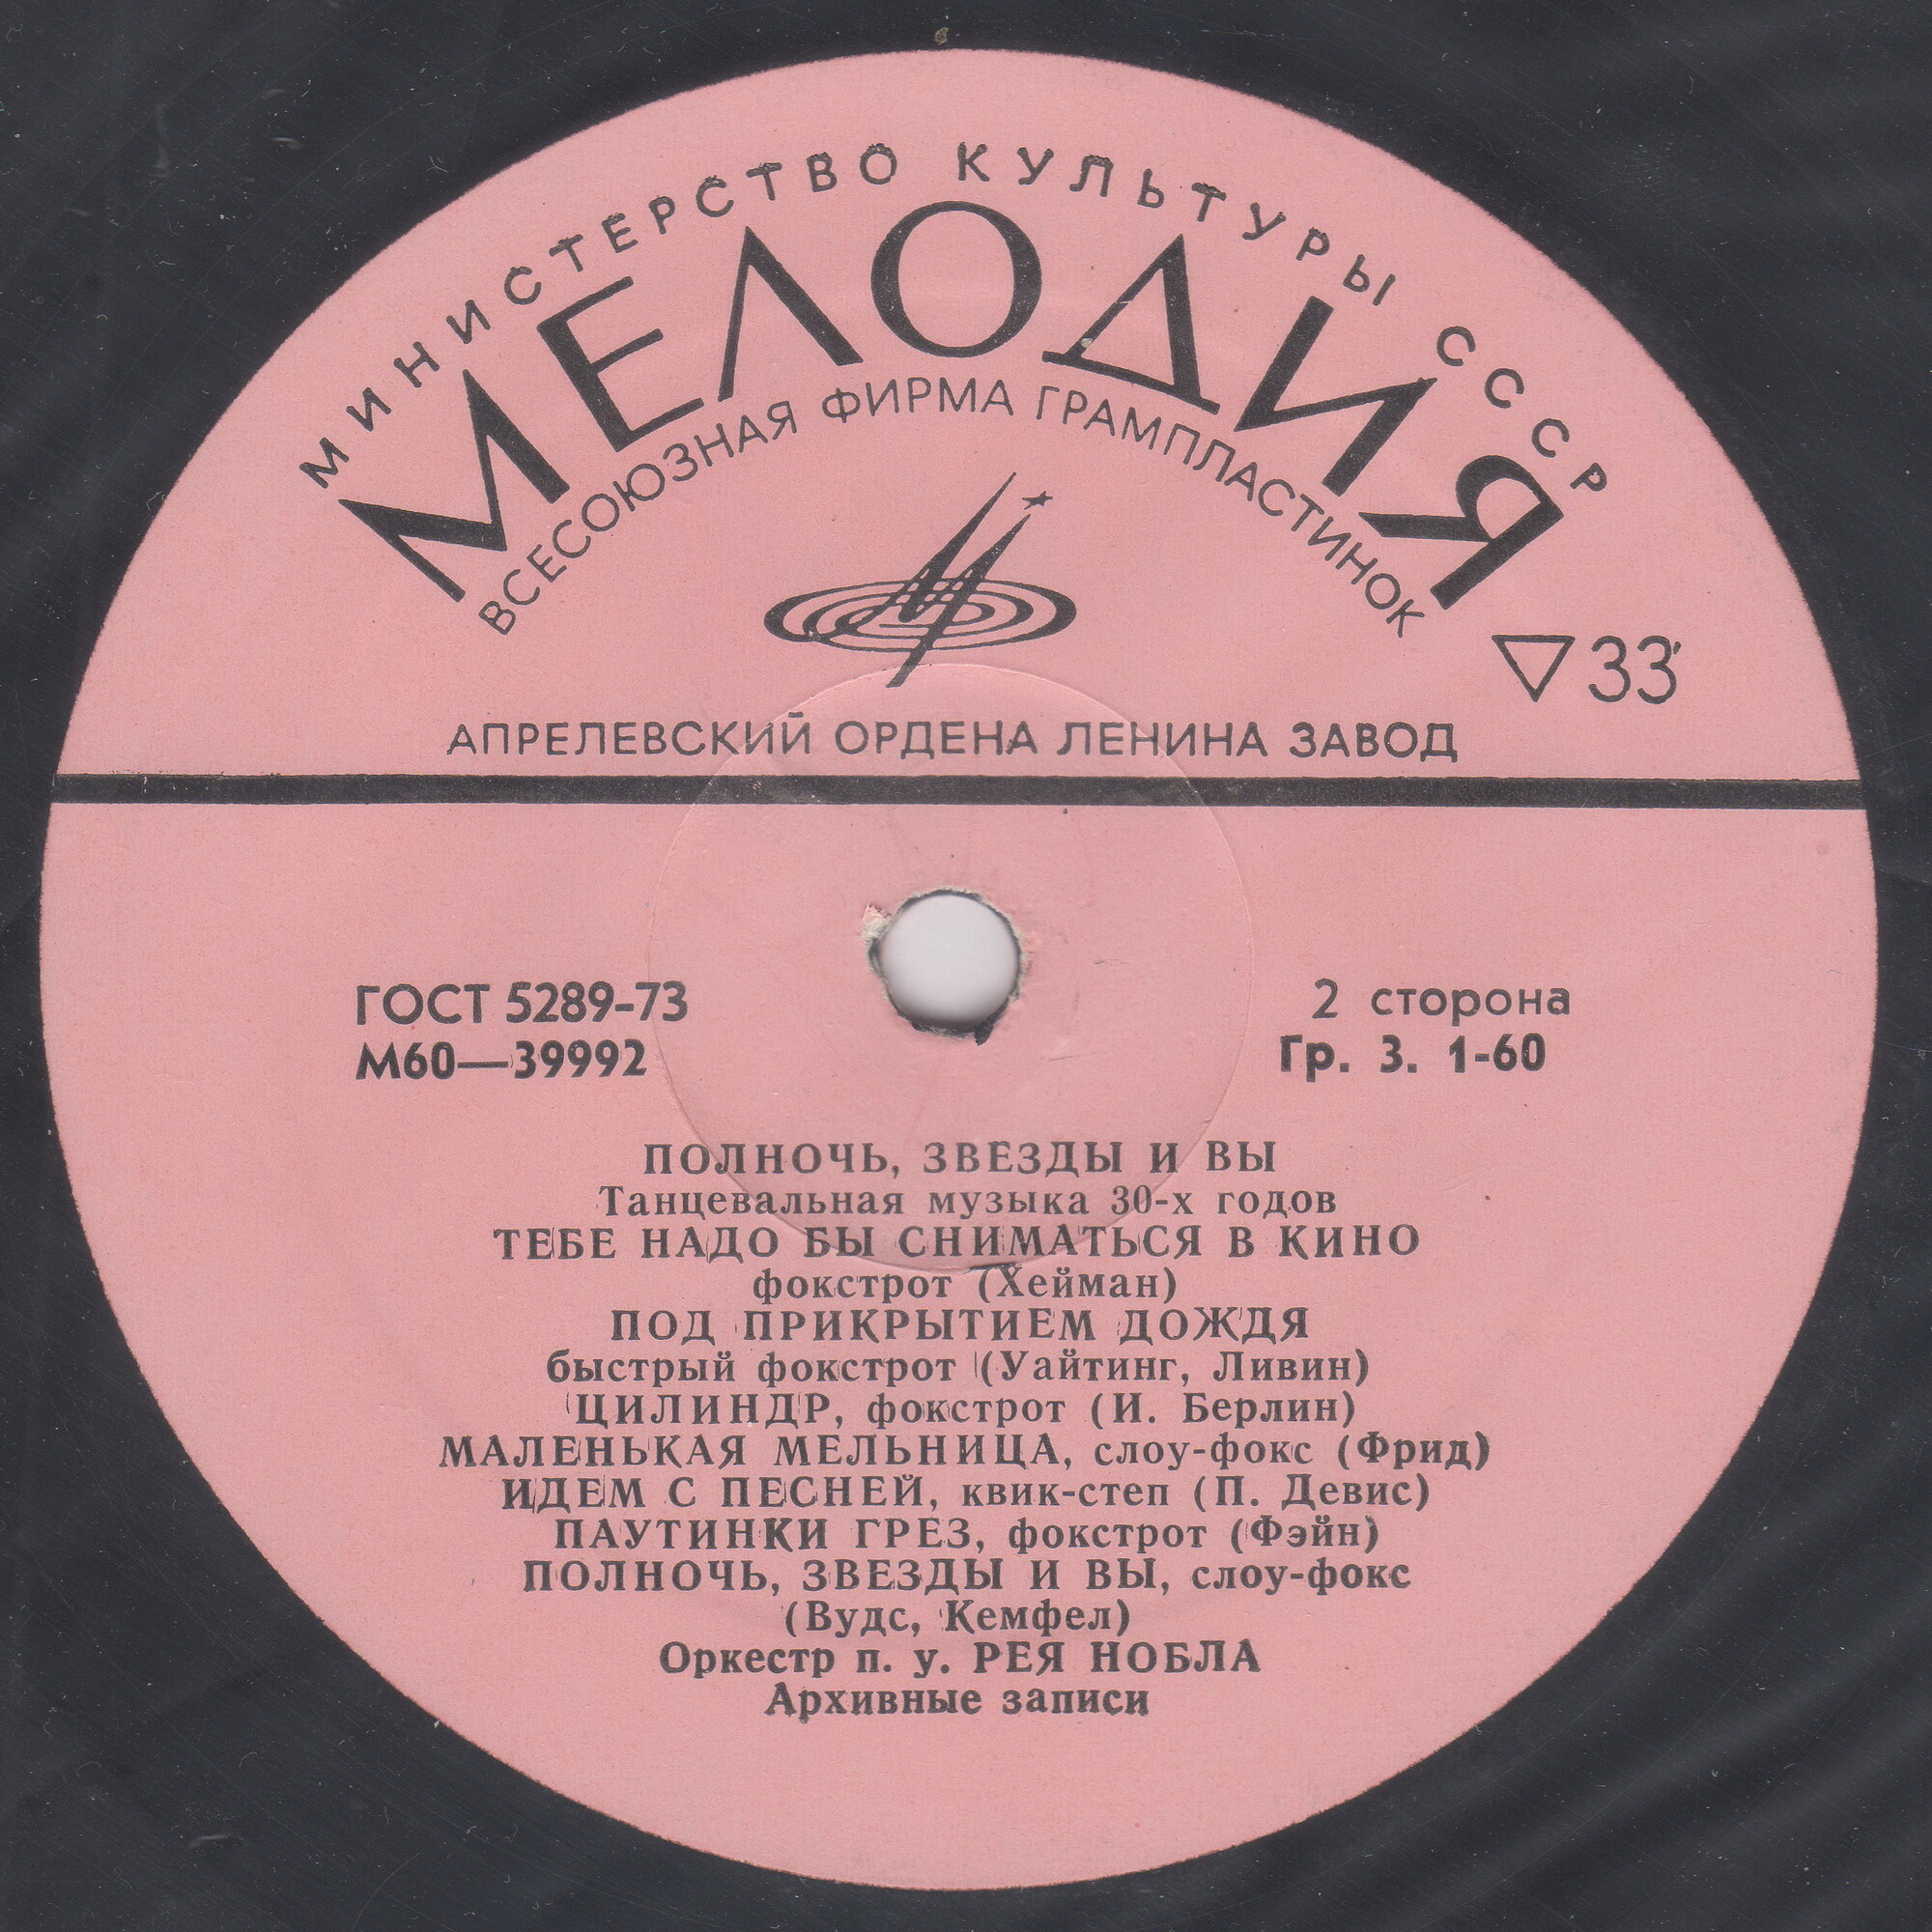 МИНИСТЕРСТВО КУЛЬТУРЫ СССР
МЕЛОДИЯ
ВСЕСОЮЗНАЯ ФИРМА ГРАМПЛАСТИНОК
33
АПРЕЛЕВСКИЙ ОРДЕНА ЛЕНИНА ЗАВОД
ГОСТ 5289-73
М60—39992
2 сторона
Гр. 3. 1-60
ПОЛНОЧЬ, ЗВЕЗДЫ И ВЫ
Танцевальная музыка 30-х годов
ТЕБЕ НАДО БЫ СНИМАТЬСЯ В КИНО
фокстрот (Хейман)
ПОД ПРИКРЫТИЕМ ДОЖДЯ
быстрый фокстрот (Уайтинг, Ливин)
ЦИЛИНДР, фокстрот (И. Берлин)
МАЛЕНЬКАЯ МЕЛЬНИЦА, слоу-фокс (Фрид)
ИДЕМ С ПЕСНЕЙ, квик-степ (П. Девис)
ПАУТИНКИ ГРЕЗ, фокстрот (Фэйн)
ПОЛНОЧЬ, ЗВЕЗДЫ И ВЫ, слоу-фокс
(Вудс, Кемфел)
Оркестр п. у. РЕЯ НОБЛА
Архивные записи